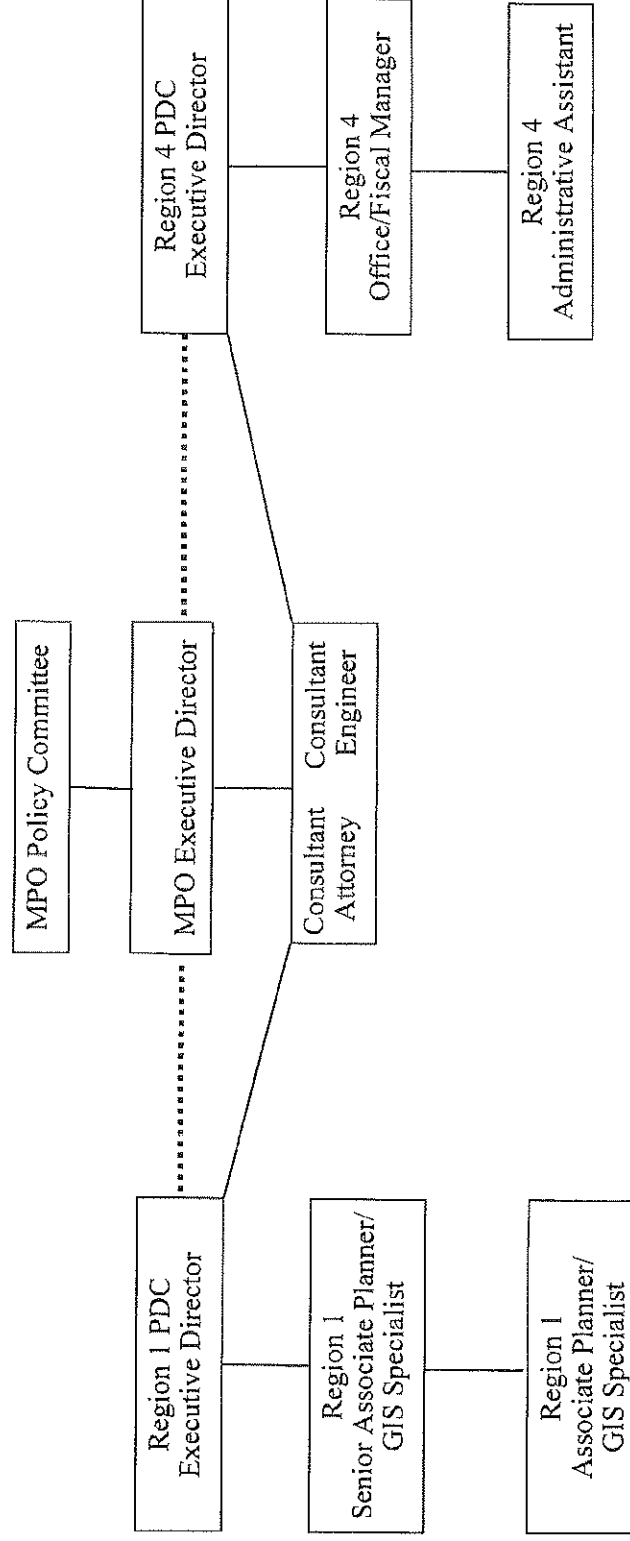 MPO Policy Committee
Region 1 PDC
Executive Director
MPO Executive Director
Region 4 PDC
Executive Director
Region 1
Senior Associate Planner/
GIS Specialist
Consultant Consultant
Attorney Engineer
Region 4
Office/Fiscal Manager
Region 1
Associate Planner/
GIS Specialist
Region 4
Administrative Assistant